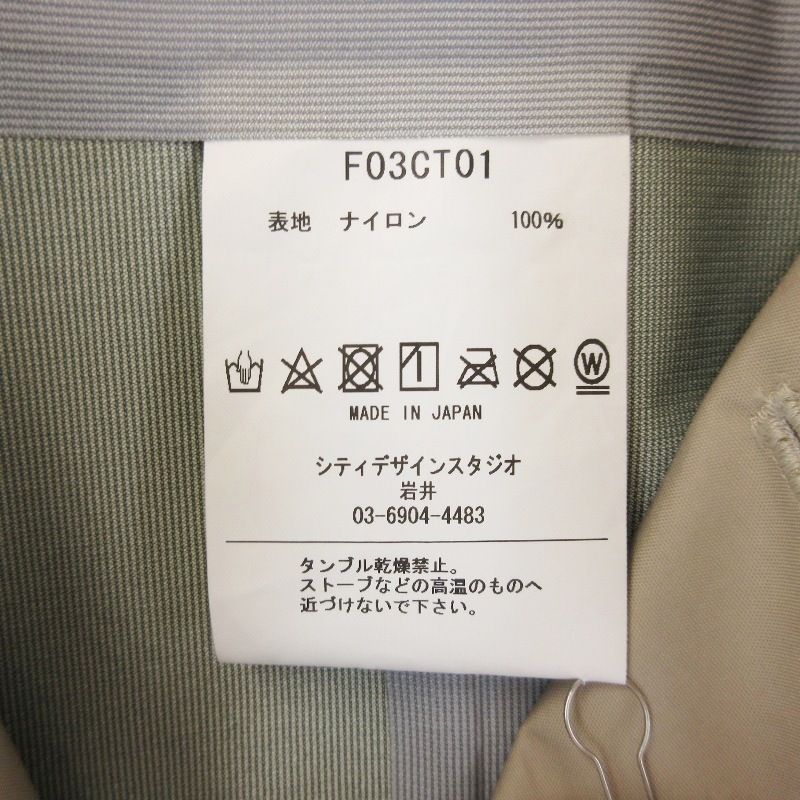 F03CT01
表地 ナイロン 100%
W
MADE IN JAPAN
シティデザインスタジオ
岩井
03-6904-4483
タンブル乾燥禁止。
ストーブなどの高温のものへ
近づけないで下さい。